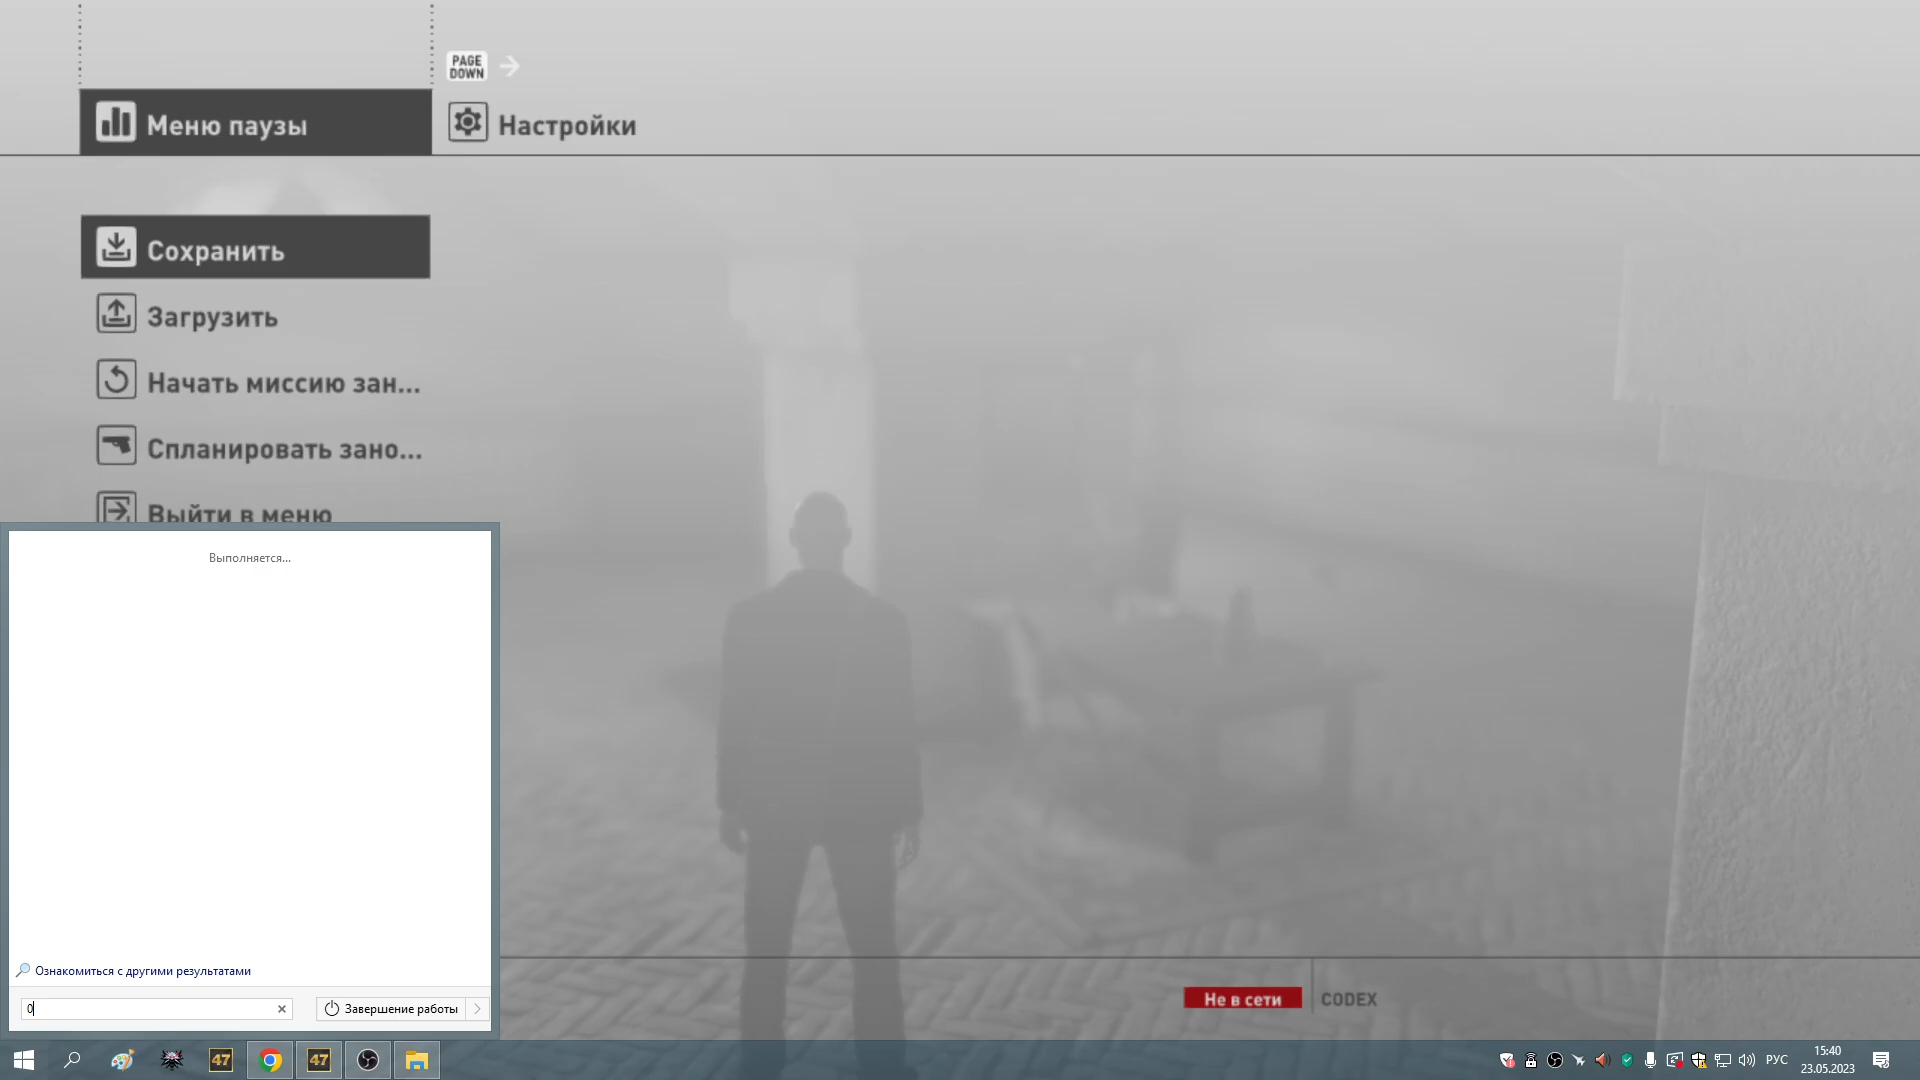 PAGE
DOWN
Меню паузы
Настройки
Сохранить
Загрузить
Начать миссию зан...
Спланировать зано...
Выйти в меню
Выполняется...
Ознакомиться с другими результатами
0
Завершение работы
Не в сети
CODEX
47
47
РУС
15:40
23.05.2023